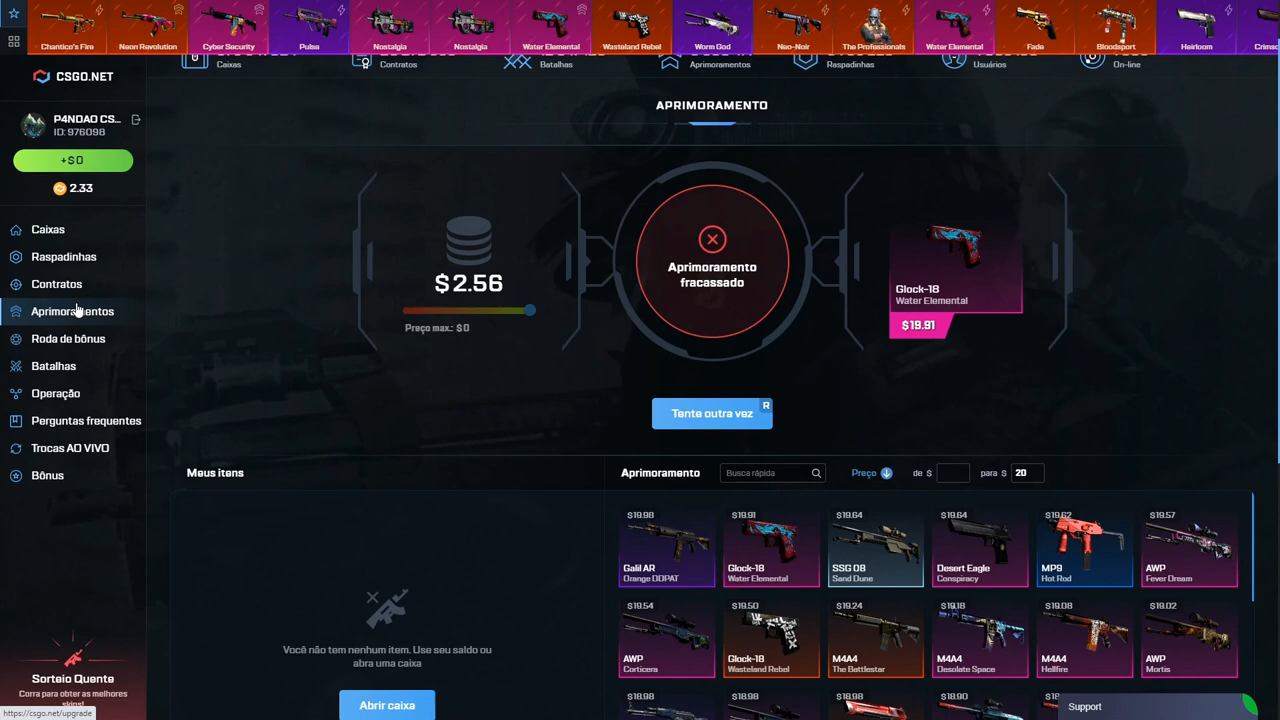 Chantico's Fire
Neon Revolution
Cyber Security
Pulse
Nostalgia
Nostalgia
Water Elemental
Wasteland Rebel
Worm God
Neo-Noir
The Professionals
Water Elemental
Fade
Bloodsport
Heirloom
CSGO.NET
Caixas
Contratos
Batalhas
Aprimoramentos
Raspadinhas
Usuários
On-line
P4NDAO CS...
ID: 976098
+$0
2.33
Caixas
Raspadinhas
Contratos
Aprimoramentos
Roda de bônus
Batalhas
Operação
Perguntas frequentes
Trocas AO VIVO
Bônus
Sorteio Quente
Corra para obter as melhores
skins!
https://csgo.net/upgrade
APRIMORAMENTO
$2.56
Preço max.: $0
Aprimoramento
fracassado
Glock-18
Water Elemental
$19.91
Tente outra vez
R
Meus itens
Você não tem nenhum item. Use seu saldo ou
abra uma caixa
Abrir caixa
Aprimoramento
Busca rápida
Preço
de $
para $ 20
$19.98
Galil AR
Orange DDPAT
$19.91
Glock-18
Water Elemental
$19.64
SSG 08
Sand Dune
$19.64
Desert Eagle
Conspiracy
$19.62
MP9
Hot Rod
$19.57
AWP
Fever Dream
$19.54
AWP
Corticera
$19.50
Glock-18
Wasteland Rebel
$19.24
M4A4
The Battlestar
$19.18
M4A4
Desolate Space
$19.08
M4A4
Hellfire
$19.02
AWP
Mortis
$18.98
$18.98
$18.98
$18.90
Support